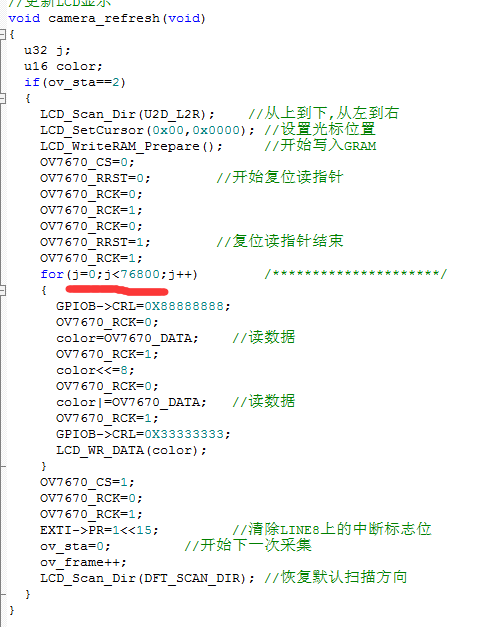 //更新LCD显示
void camera_refresh(void)
{
u32 j;
u16 color;
if(ov_sta==2)
{
LCD_Scan_Dir(U2D_L2R); //从上到下,从左到右
LCD_SetCursor(0x00,0x0000); //设置光标位置
LCD_WriteRAM_Prepare(); //开始写入GRAM
OV7670_CS=0;
OV7670_RRST=0; //开始复位读指针
OV7670_RCK=0;
OV7670_RCK=1;
OV7670_RCK=0;
OV7670_RRST=1; //复位读指针结束
OV7670_RCK=1;
for(j=0;j<76800;j++) /*********************/
{
GPIOB->CRL=0X88888888;
OV7670_RCK=0;
color=OV7670_DATA; //读数据
OV7670_RCK=1;
color<<=8;
OV7670_RCK=0;
color|=OV7670_DATA; //读数据
OV7670_RCK=1;
GPIOB->CRL=0X33333333;
LCD_WR_DATA(color);
}
OV7670_CS=1;
OV7670_RCK=0;
OV7670_RCK=1;
EXTI->PR=1<<15; //清除LINE8上的中断标志位
ov_sta=0; //开始下一次采集
ov_frame++;
LCD_Scan_Dir(DFT_SCAN_DIR); //恢复默认扫描方向
}
}